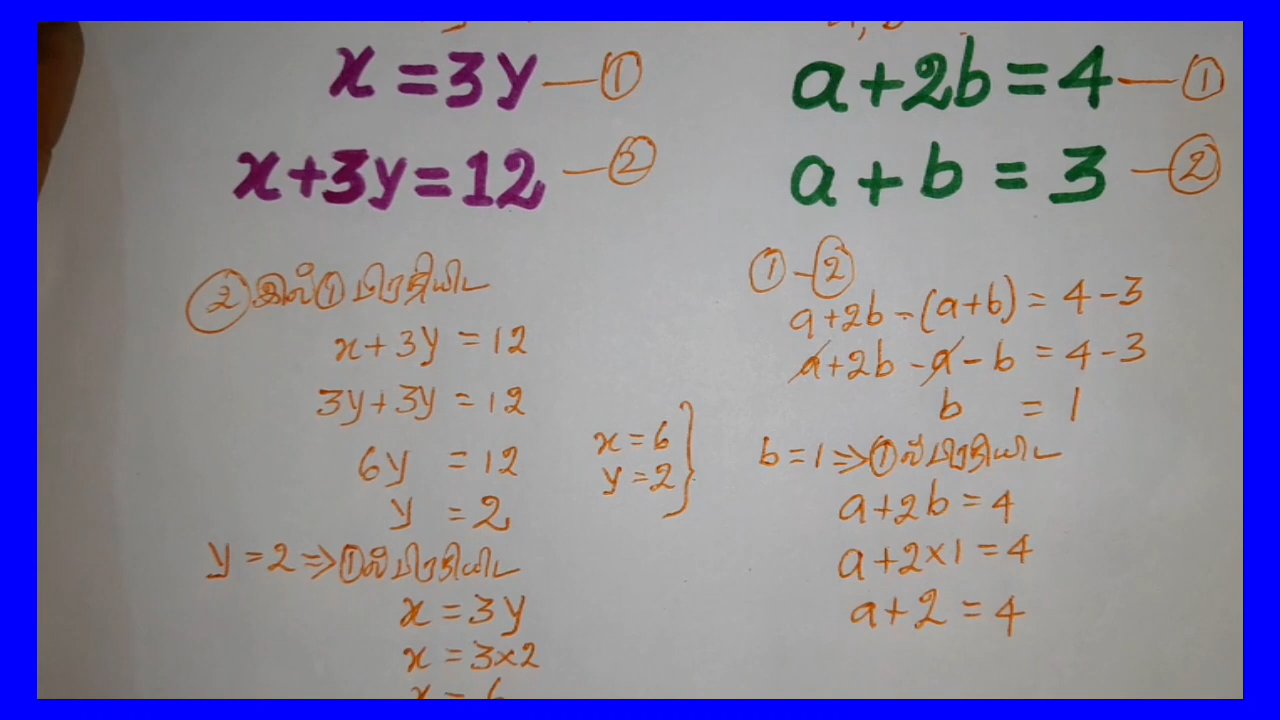 x = 3y — ①
x+3y = 12 — ②
② இல் ① பிரதியிட
x + 3y = 12
3y + 3y = 12
6y = 12
y = 2
y = 2 ⇒ ① ல் பிரதியிட
x = 3y
x = 3×2
x = 6
x = 6
y = 2 }
a+2b = 4 — ①
a + b = 3 — ②
① - ②
a+2b - (a+b) = 4 - 3
a+2b - a - b = 4 - 3
b = 1
b = 1 ⇒ ① ல் பிரதியிட
a+2b = 4
a+2×1 = 4
a+2 = 4